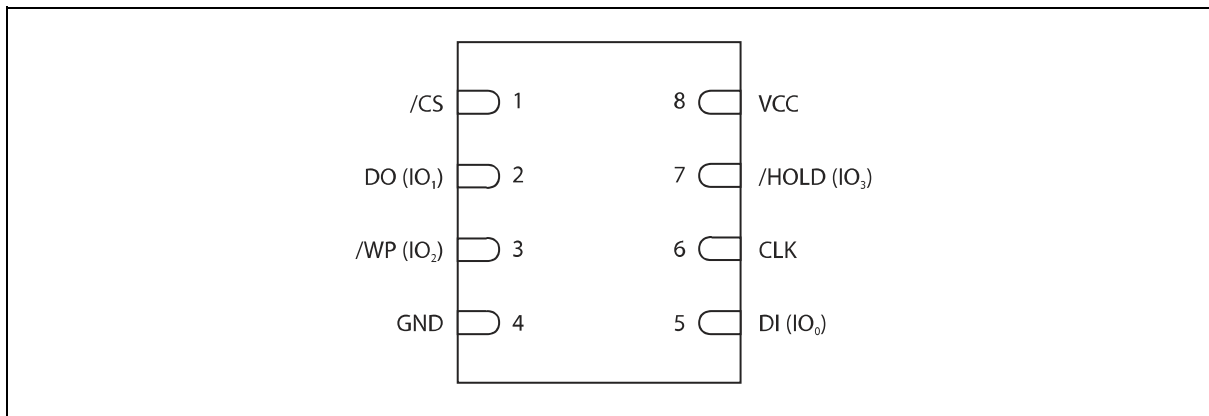 /CS 1 8 VCC
DO (IO₁) 2 7 /HOLD (IO₃)
/WP (IO₂) 3 6 CLK
GND 4 5 DI (IO₀)